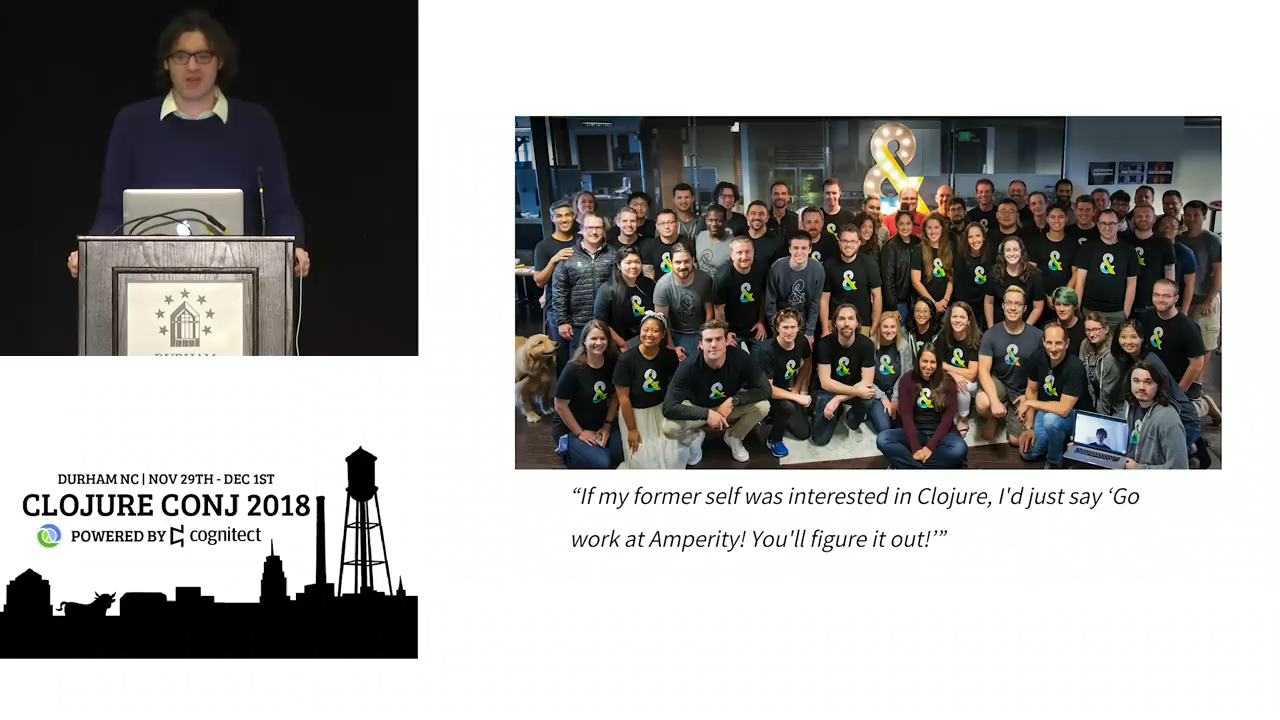 DURHAM
DURHAM NC | NOV 29TH - DEC 1ST
CLOJURE CONJ 2018
POWERED BY cognitect
&
“If my former self was interested in Clojure, I'd just say ‘Go
work at Amperity! You'll figure it out!’”